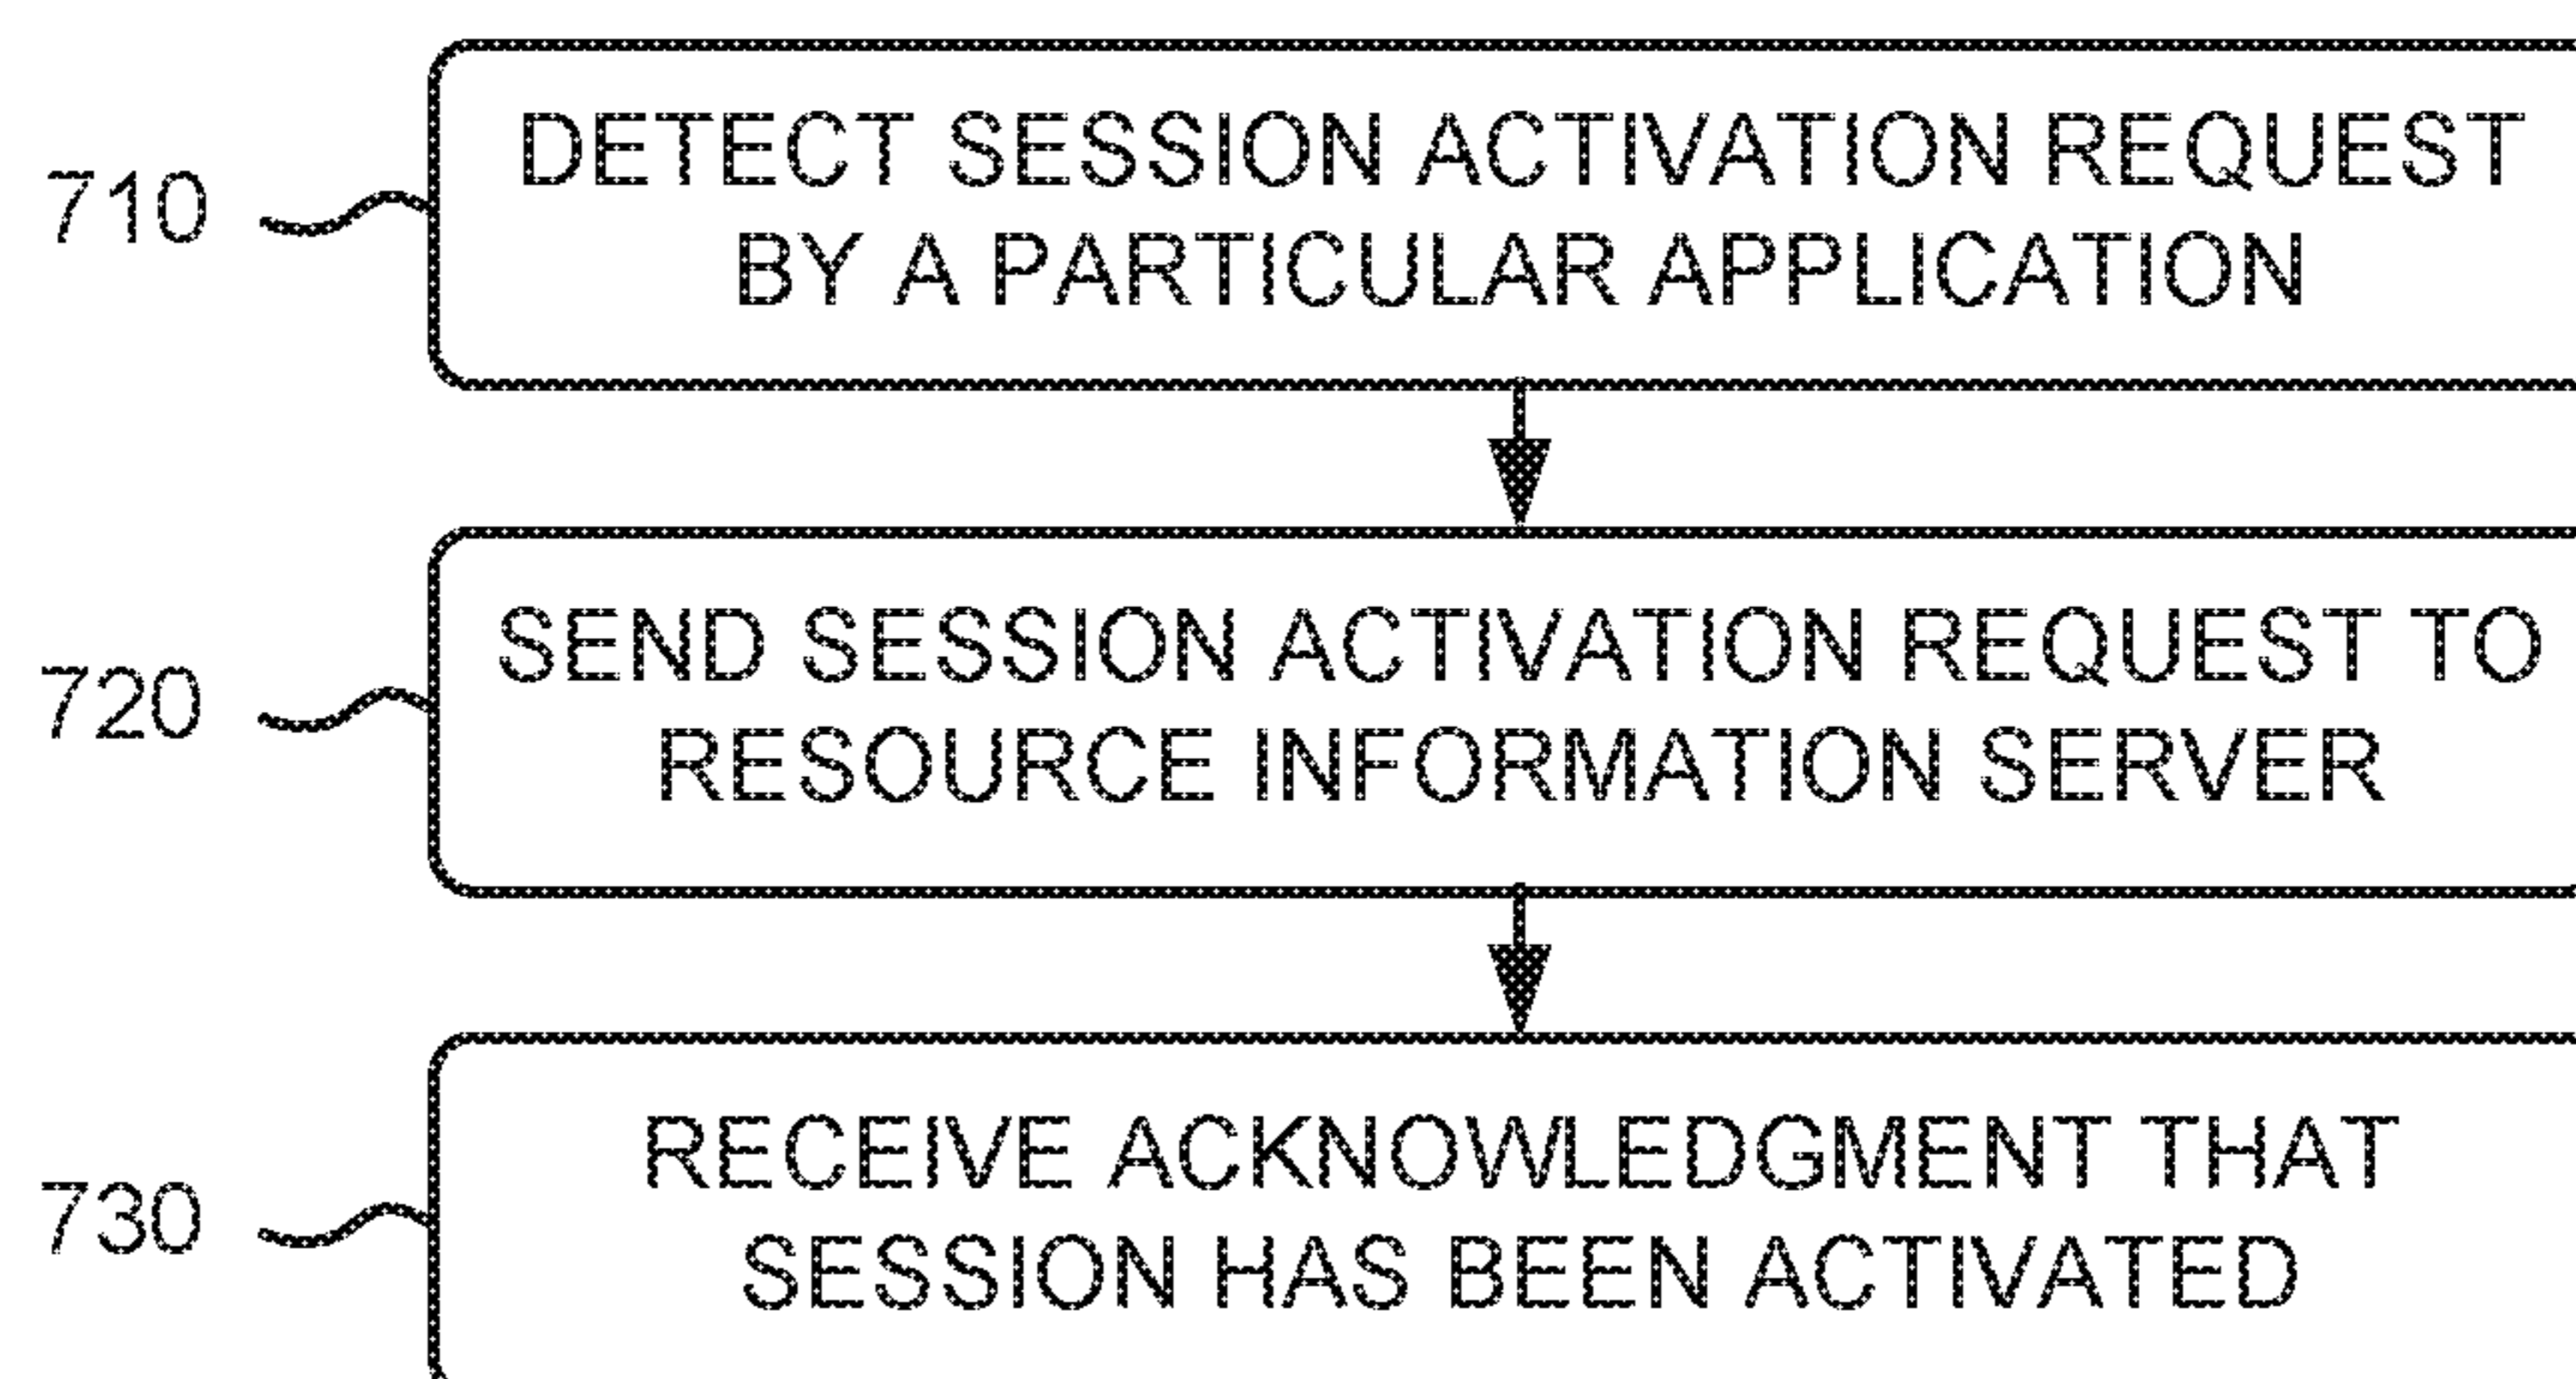 710
DETECT SESSION ACTIVATION REQUEST
BY A PARTICULAR APPLICATION
720
SEND SESSION ACTIVATION REQUEST TO
RESOURCE INFORMATION SERVER
730
RECEIVE ACKNOWLEDGMENT THAT
SESSION HAS BEEN ACTIVATED